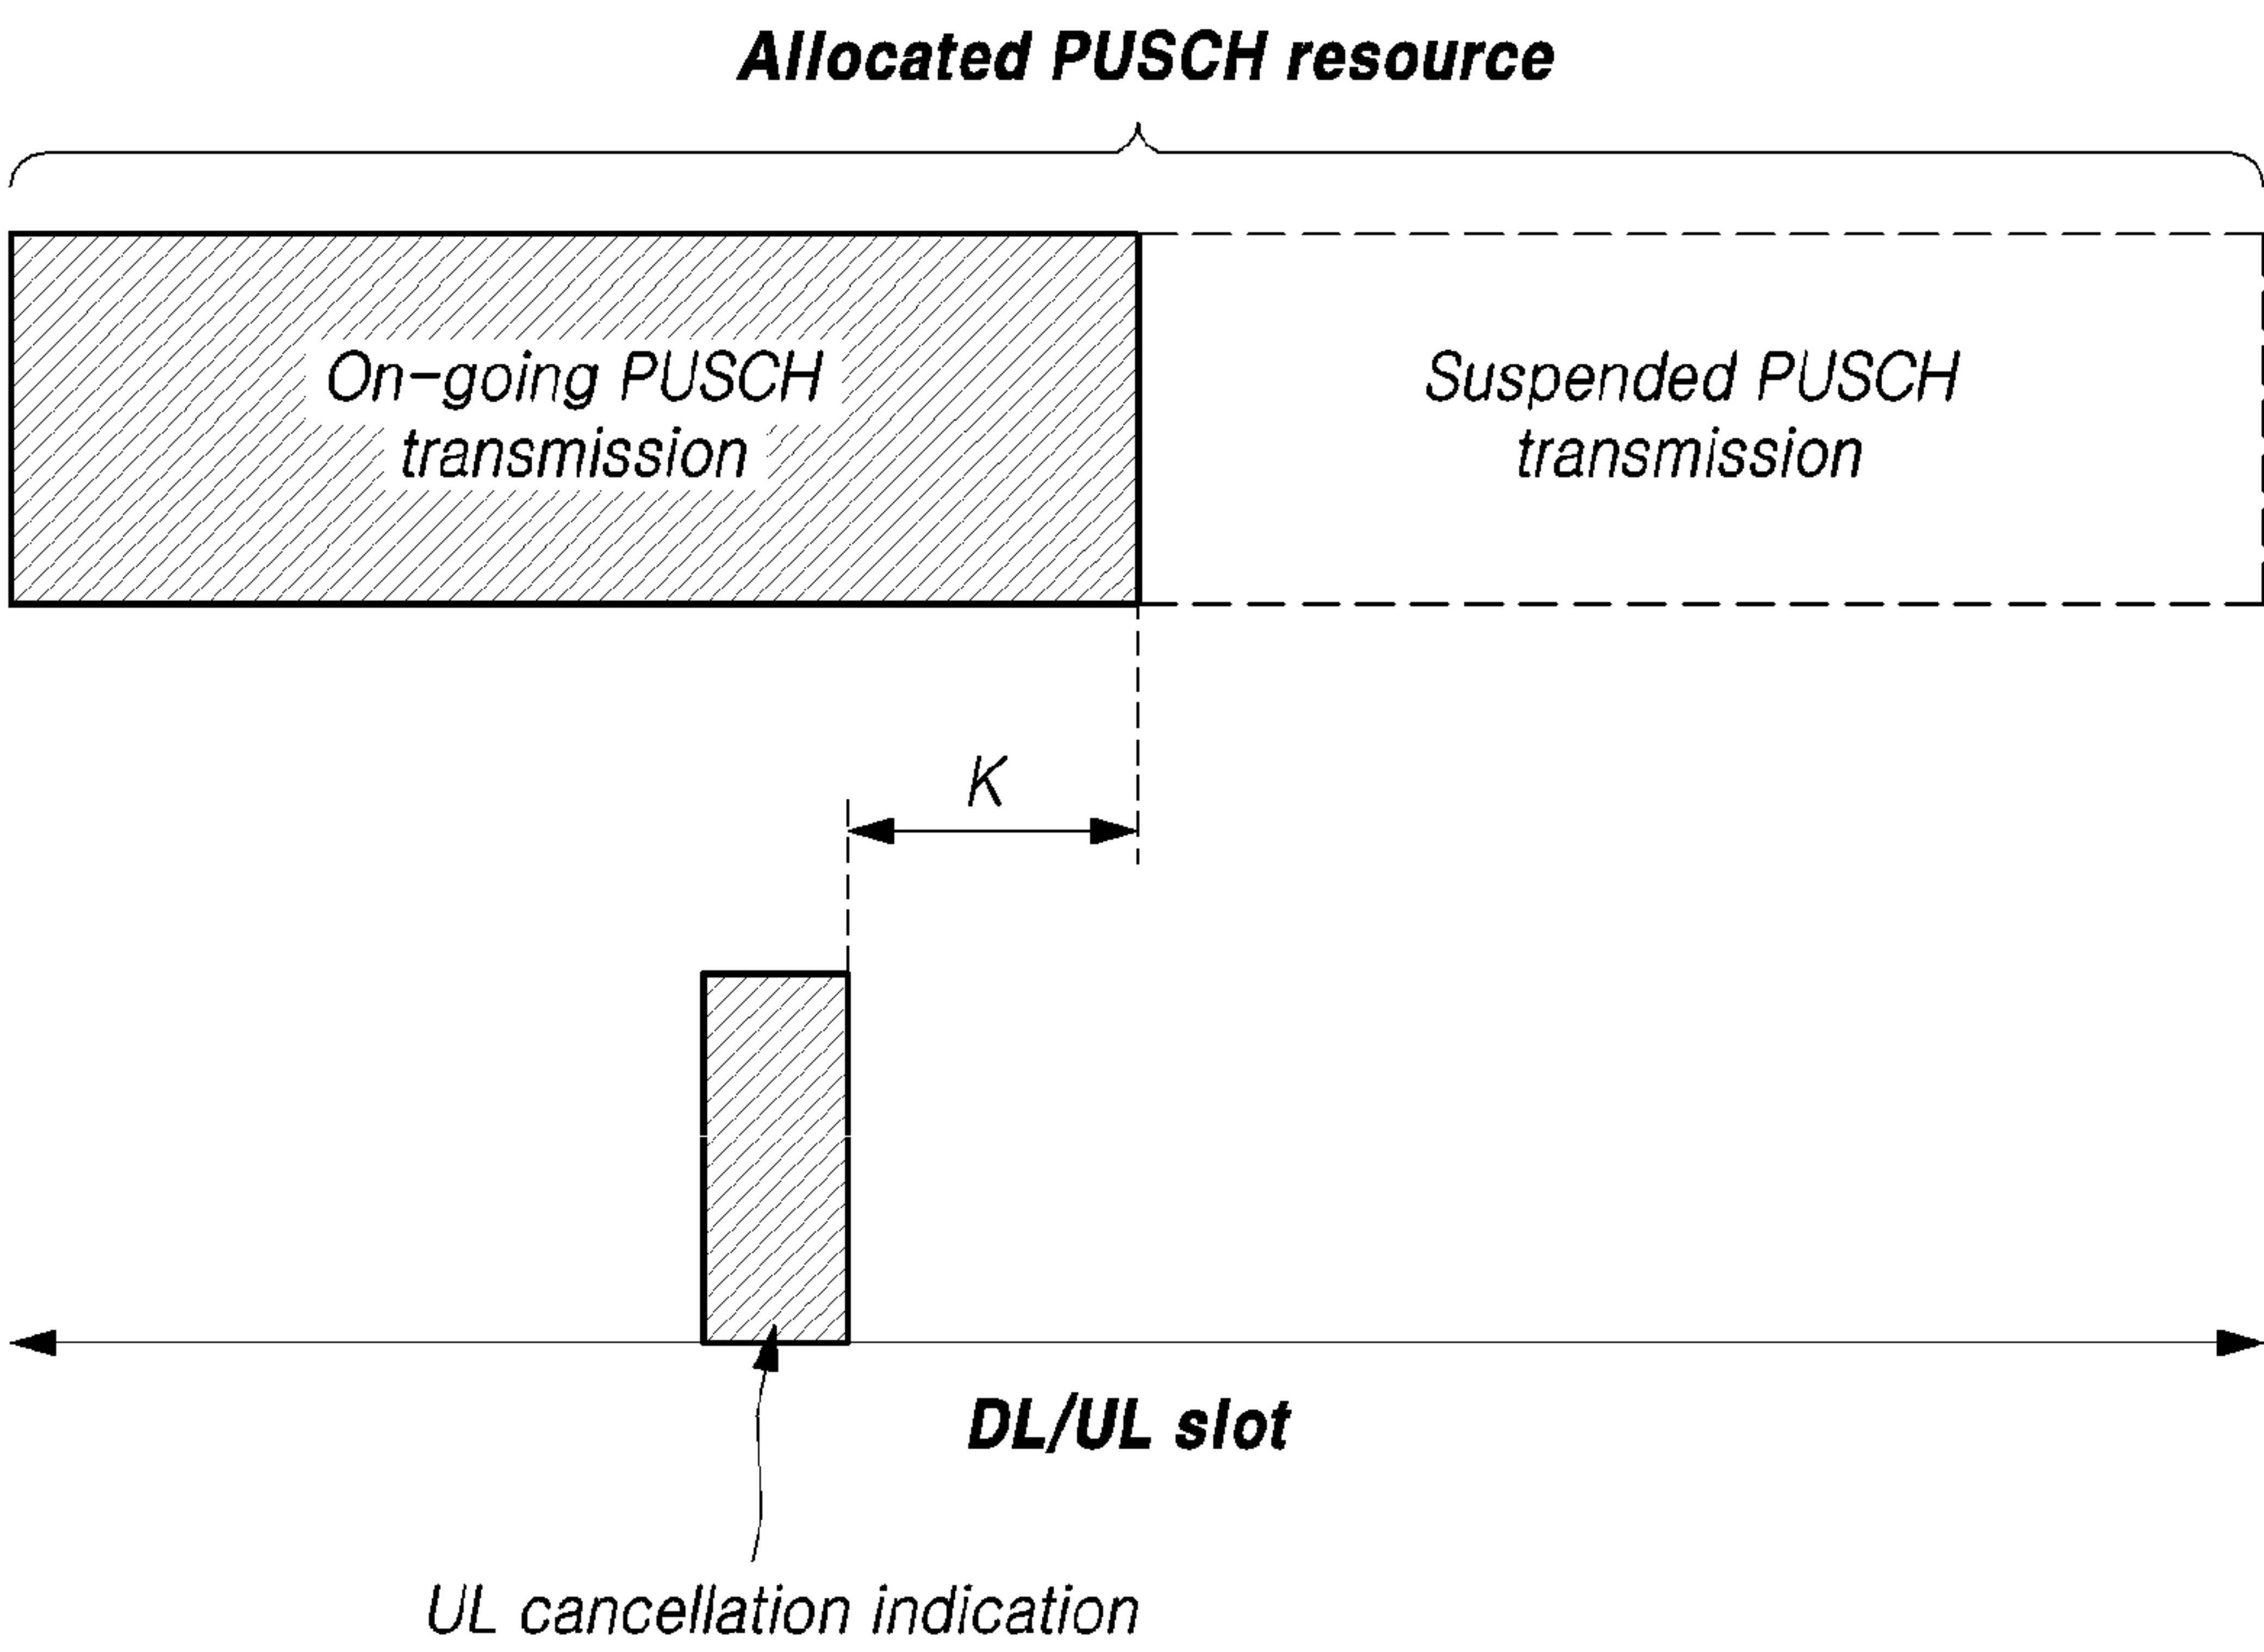 Allocated PUSCH resource
On-going PUSCH
transmission
Suspended PUSCH
transmission
K
DL/UL slot
UL cancellation indication